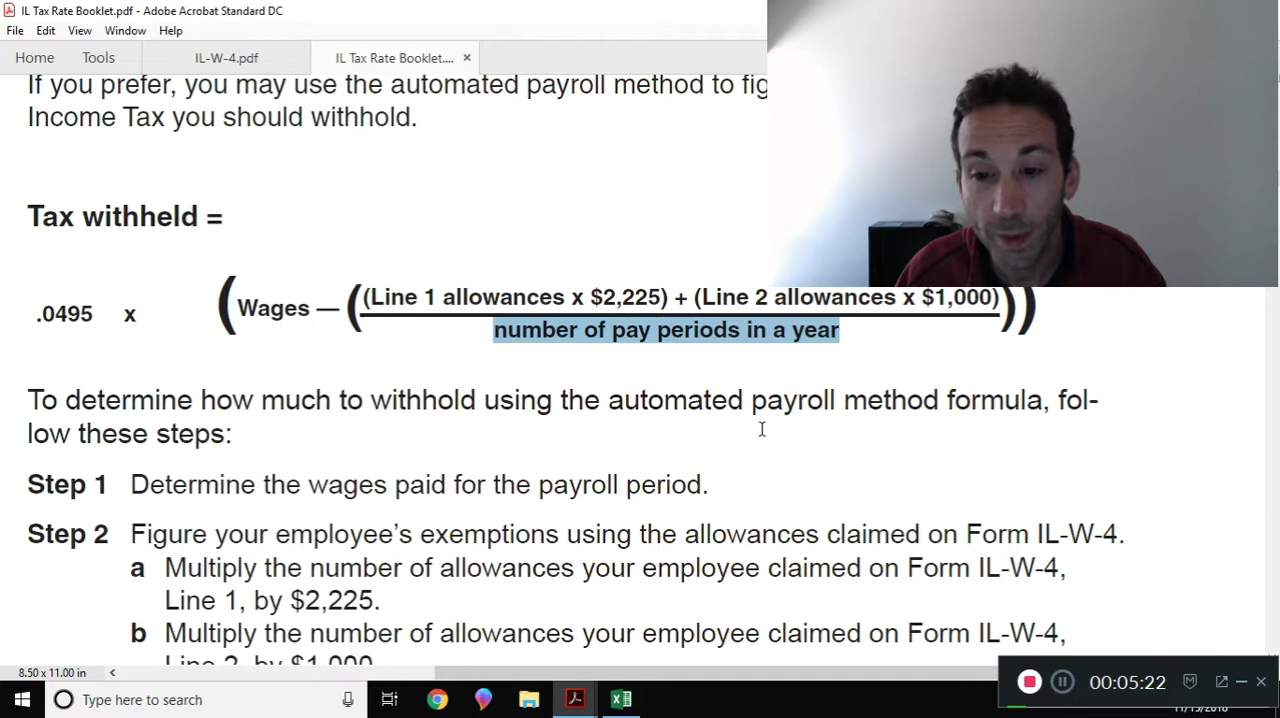 IL Tax Rate Booklet.pdf - Adobe Acrobat Standard DC
File Edit View Window Help
Home Tools IL-W-4.pdf IL Tax Rate Booklet.... ×
If you prefer, you may use the automated payroll method to fig
Income Tax you should withhold.
Tax withheld =
(Line 1 allowances x $2,225) + (Line 2 allowances x $1,000)
.0495 x (Wages — ( ))
number of pay periods in a year
To determine how much to withhold using the automated payroll method formula, fol-
low these steps:
Step 1 Determine the wages paid for the payroll period.
Step 2 Figure your employee's exemptions using the allowances claimed on Form IL-W-4.
a Multiply the number of allowances your employee claimed on Form IL-W-4,
Line 1, by $2,225.
b Multiply the number of allowances your employee claimed on Form IL-W-4,
Line 2, by $1,000
8.50 x 11.00 in
00:05:22
Type here to search